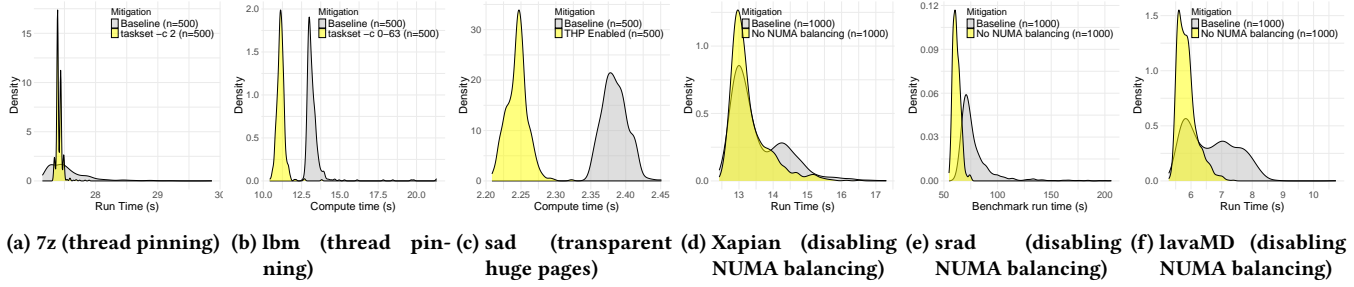 Mitigation
Baseline (n=500)
taskset −c 2 (n=500)
Density
15
10
5
0
28
29
30
Run Time (s)
(a) 7z (thread pinning)
Mitigation
Baseline (n=500)
taskset −c 0−63 (n=500)
Density
2.0
1.5
1.0
0.5
0.0
10.0
12.5
15.0
17.5
20.0
Compute time (s)
(b) lbm (thread pin-
ning)
Mitigation
Baseline (n=500)
THP Enabled (n=500)
Density
30
20
10
0
2.20
2.25
2.30
2.35
2.40
2.45
Compute time (s)
(c) sad (transparent
huge pages)
Mitigation
Baseline (n=1000)
No NUMA balancing (n=1000)
Density
1.0
0.5
0.0
13
14
15
16
17
Run Time (s)
(d) Xapian (disabling
NUMA balancing)
Mitigation
Baseline (n=1000)
No NUMA balancing (n=1000)
Density
0.12
0.09
0.06
0.03
0.00
50
100
150
200
Benchmark run time (s)
(e) srad (disabling
NUMA balancing)
Mitigation
Baseline (n=1000)
No NUMA balancing (n=1000)
Density
1.5
1.0
0.5
0.0
6
7
8
9
10
Run Time (s)
(f) lavaMD (disabling
NUMA balancing)